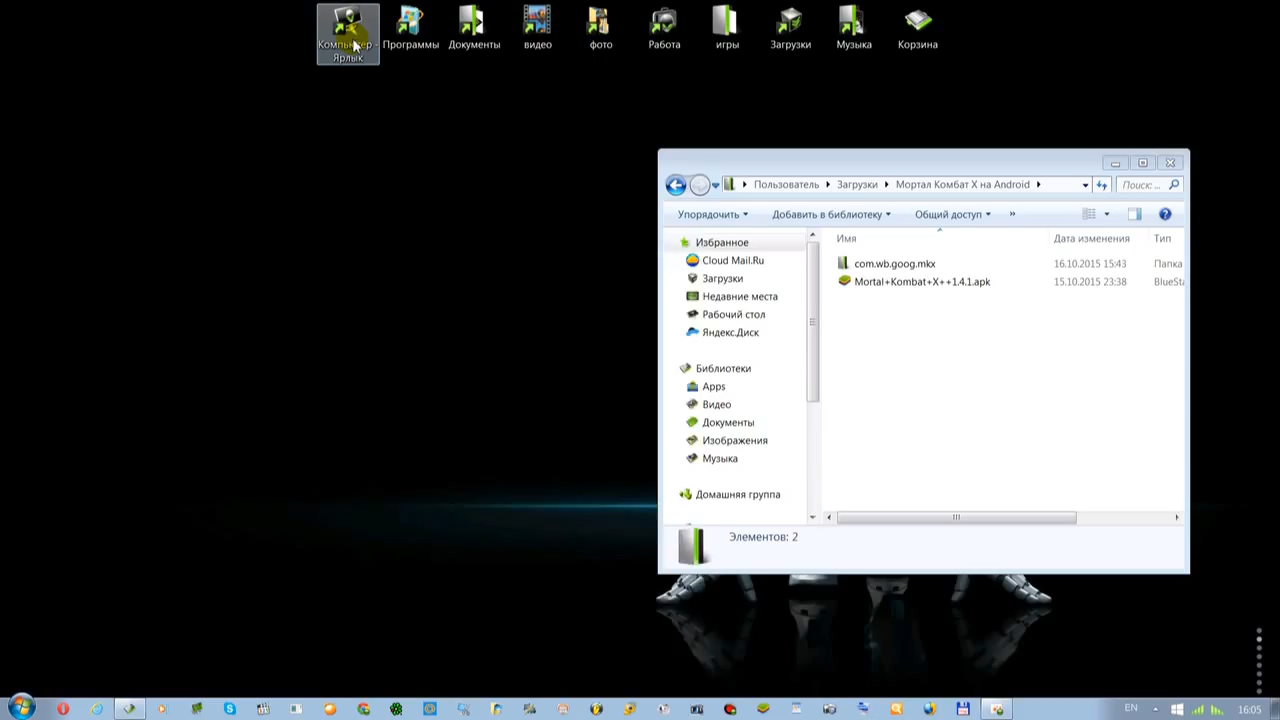 Компьютер - Ярлык
Программы
Документы
видео
фото
Работа
игры
Загрузки
Музыка
Корзина
Пользователь
Загрузки
Мортал Комбат X на Android
Поиск: ...
Упорядочить
Добавить в библиотеку
Общий доступ
»
Избранное
Cloud Mail.Ru
Загрузки
Недавние места
Рабочий стол
Яндекс.Диск
Библиотеки
Apps
Видео
Документы
Изображения
Музыка
Домашняя группа
Имя
Дата изменения
Тип
com.wb.goog.mkx
16.10.2015 15:43
Папка
Mortal+Kombat+X++1.4.1.apk
15.10.2015 23:38
BlueSta
Элементов: 2
EN
16:05